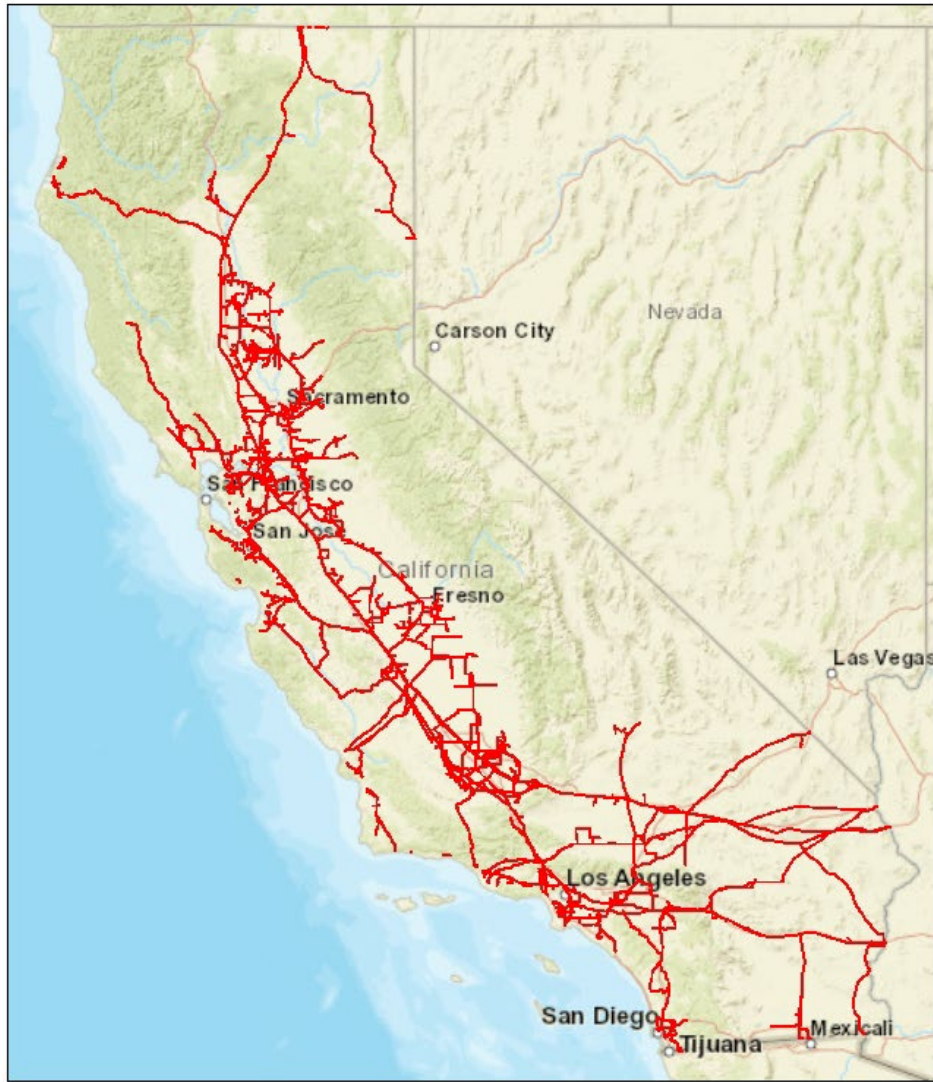 Nevada
Carson City
Sacramento
San Francisco
San Jose
California
Fresno
Las Vegas
Los Angeles
San Diego
Mexicali
Tijuana